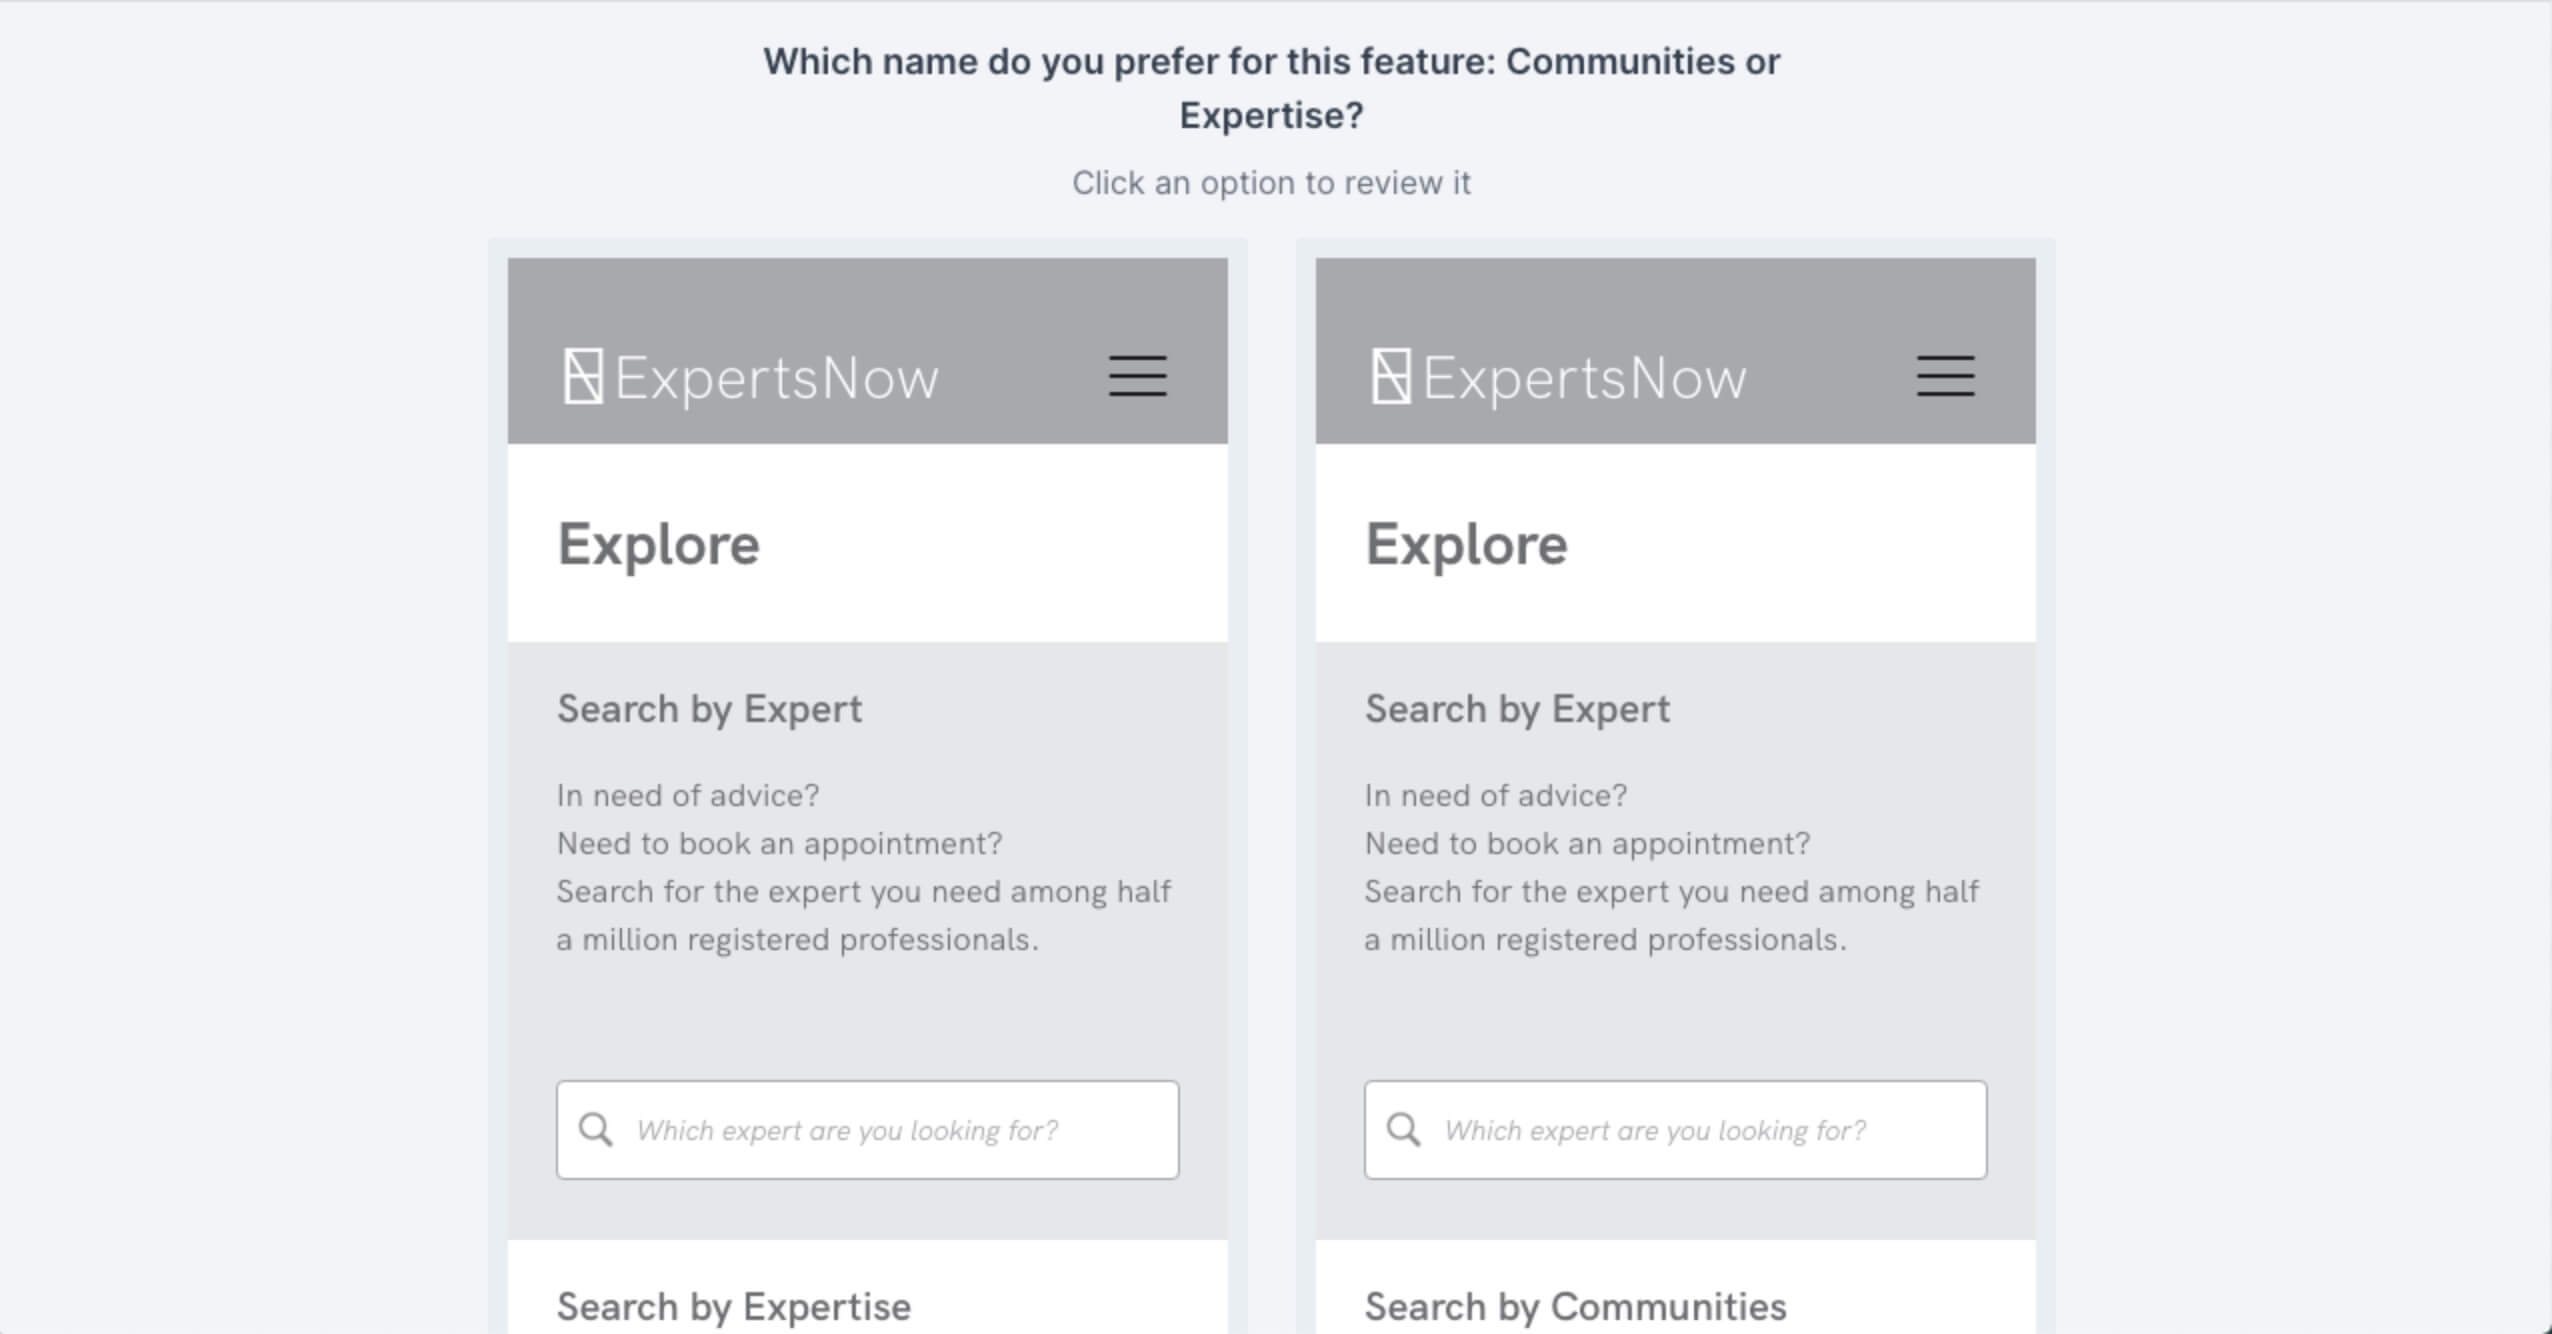 Which name do you prefer for this feature: Communities or
Expertise?
Click an option to review it
ExpertsNow
Explore
Search by Expert
In need of advice?
Need to book an appointment?
Search for the expert you need among half
a million registered professionals.
Which expert are you looking for?
Search by Expertise
ExpertsNow
Explore
Search by Expert
In need of advice?
Need to book an appointment?
Search for the expert you need among half
a million registered professionals.
Which expert are you looking for?
Search by Communities